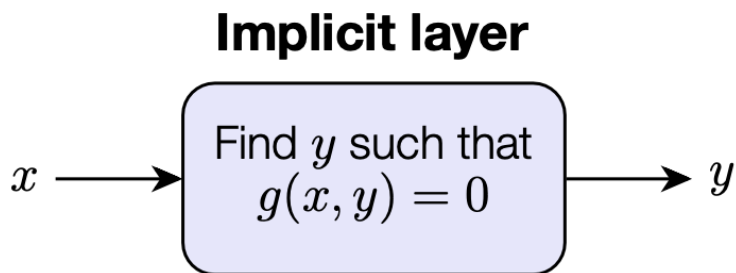 Implicit layer
Find y such that
x
g(x, y) = 0
y